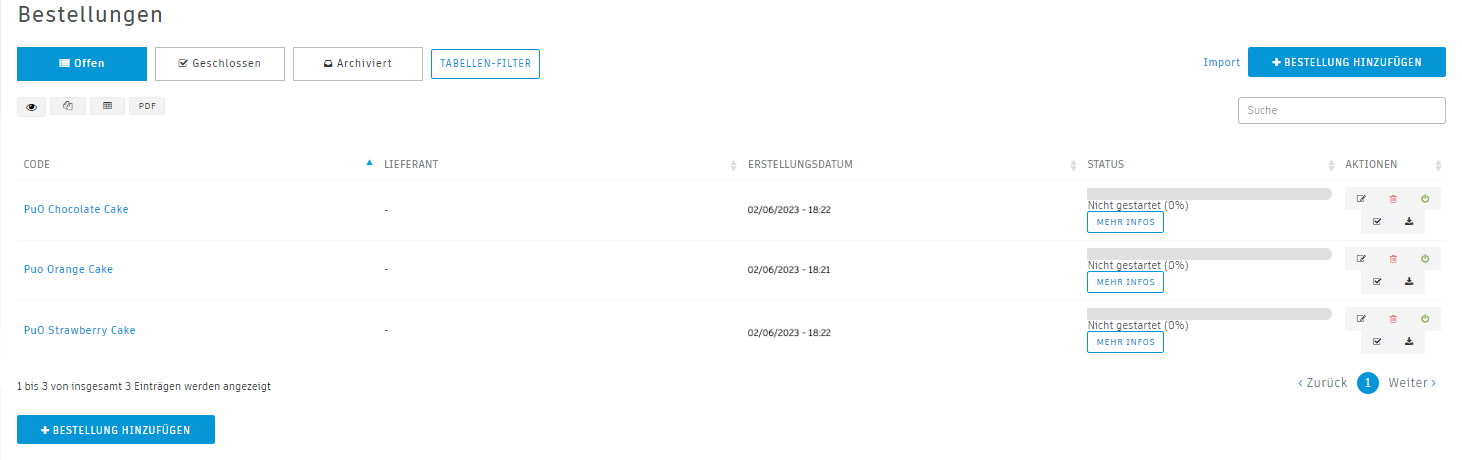 Bestellungen
Offen Geschlossen Archiviert TABELLEN-FILTER Import + BESTELLUNG HINZUFÜGEN
PDF Suche
CODE LIEFERANT ERSTELLUNGSDATUM STATUS AKTIONEN
PuO Chocolate Cake - 02/06/2023 - 18:22 Nicht gestartet (0%)
MEHR INFOS
Puo Orange Cake - 02/06/2023 - 18:21 Nicht gestartet (0%)
MEHR INFOS
PuO Strawberry Cake - 02/06/2023 - 18:22 Nicht gestartet (0%)
MEHR INFOS
1 bis 3 von insgesamt 3 Einträgen werden angezeigt ‹ Zurück 1 Weiter ›
+ BESTELLUNG HINZUFÜGEN